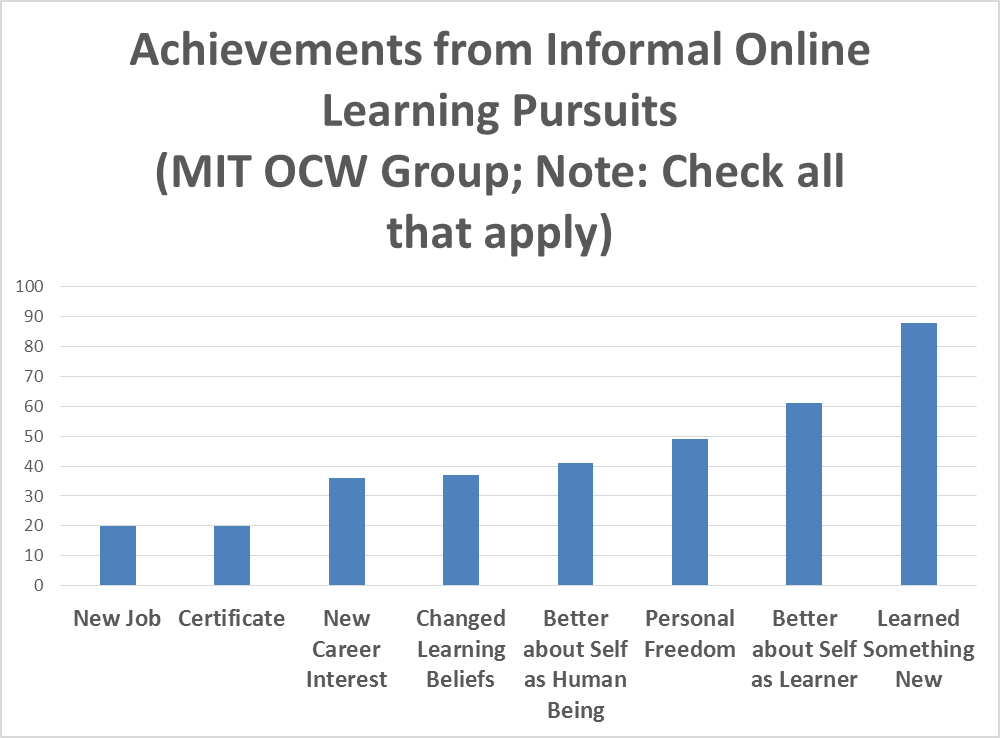 Achievements from Informal Online
Learning Pursuits
(MIT OCW Group; Note: Check all
that apply)
100
90
80
70
60
50
40
30
20
10
0
New Job
Certificate
New
Career
Interest
Changed
Learning
Beliefs
Better
about Self
as Human
Being
Personal
Freedom
Better
about Self
as Learner
Learned
Something
New